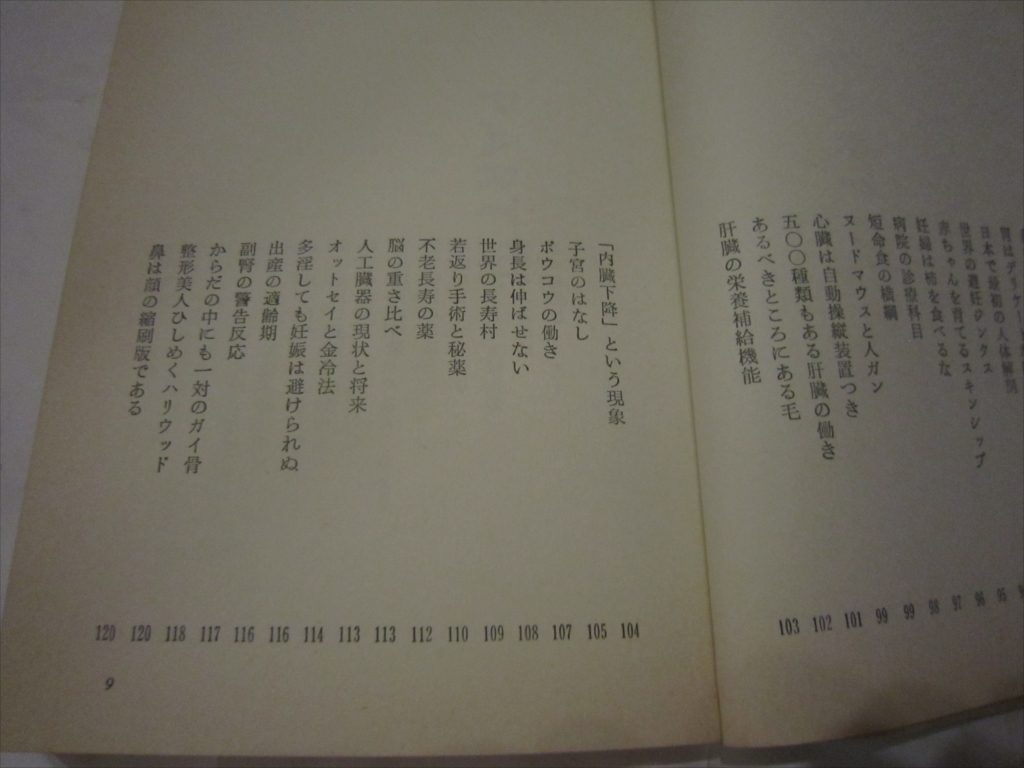 日本で最初の人体解剖
世界の避妊ジンクス
赤ちゃんを育てるスキンシップ 95
妊婦は柿を食べるな 96
病院の診療科目 97
短命食の横綱 98
ヌードマウスと人ガン 99
心臓は自動操縦装置つき 99
五〇〇種類もある肝臓の働き 101
あるべきところにある毛 102
肝臓の栄養補給機能 103
「内臓下降」という現象 104
子宮のはなし 105
ボウコウの働き 107
身長は伸ばせない 108
世界の長寿村 109
若返り手術と秘薬 110
不老長寿の薬 112
脳の重さ比べ 113
人工臓器の現状と将来 113
オットセイと金冷法 114
多淫しても妊娠は避けられぬ 116
出産の適齢期 116
副腎の警告反応 117
からだの中にも一対のガイ骨 118
整形美人ひしめくハリウッド 120
鼻は顔の縮刷版である 120
9